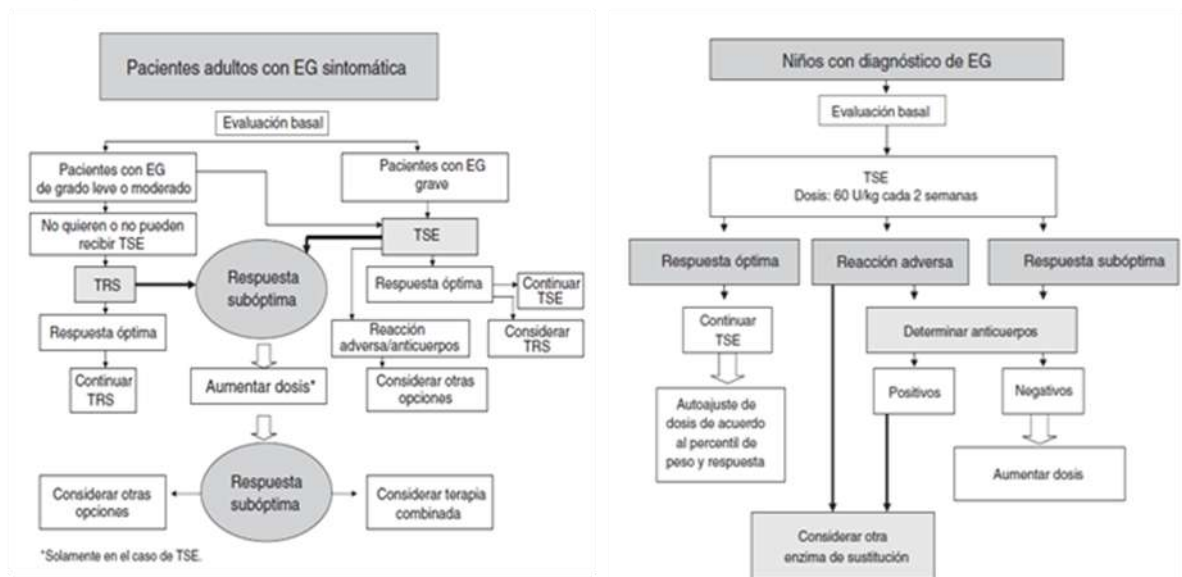 Pacientes adultos con EG sintomática
Evaluación basal
Pacientes con EG
de grado leve o moderado
Pacientes con EG
grave
No quieren o no pueden
recibir TSE
TSE
TRS
Respuesta
subóptima
Respuesta óptima
Continuar
TSE
Respuesta óptima
Reacción
adversa/anticuerpos
Considerar
TRS
Continuar
TRS
Aumentar dosis*
Considerar otras
opciones
Considerar otras
opciones
Respuesta
subóptima
Considerar terapia
combinada
*Solamente en el caso de TSE.
Niños con diagnóstico de EG
Evaluación basal
TSE
Dosis: 60 U/kg cada 2 semanas
Respuesta óptima
Reacción adversa
Respuesta subóptima
Continuar
TSE
Determinar anticuerpos
Positivos
Negativos
Autoajuste de
dosis de acuerdo
al percentil de
peso y respuesta
Aumentar dosis
Considerar otra
enzima de sustitución